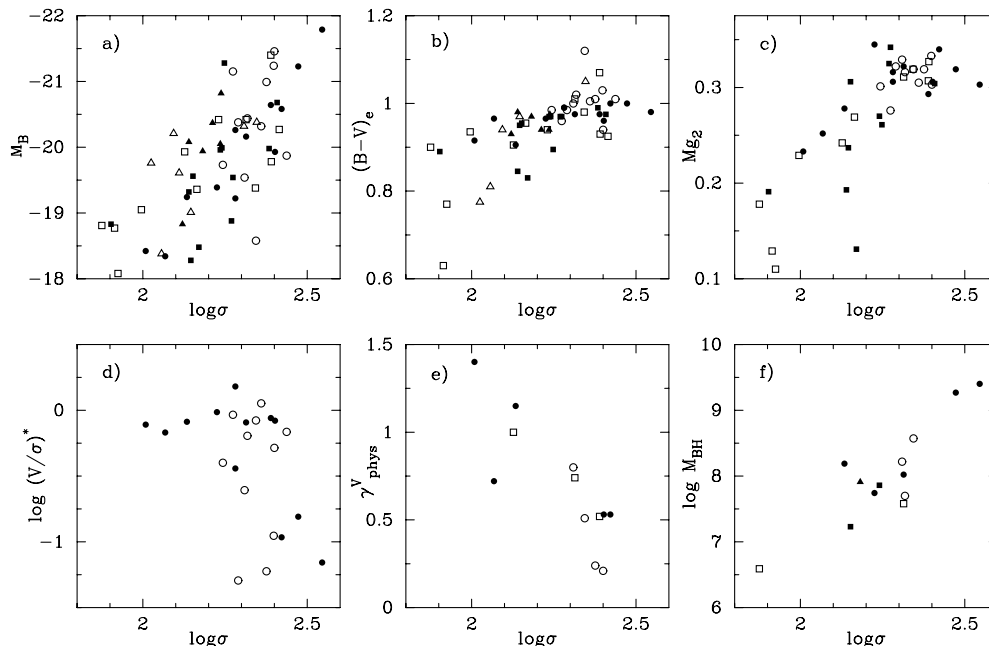 a)
-22
-21
-20
-19
-18
M_B
2
2.5
logσ
b)
1.2
1
0.8
0.6
(B-V)_e
2
2.5
logσ
c)
0.3
0.2
0.1
Mg_2
2
2.5
logσ
d)
0
-1
log (V/σ)^*
2
2.5
logσ
e)
1.5
1
0.5
0
γ^V_phys
2
2.5
logσ
f)
10
9
8
7
6
log M_BH
2
2.5
logσ